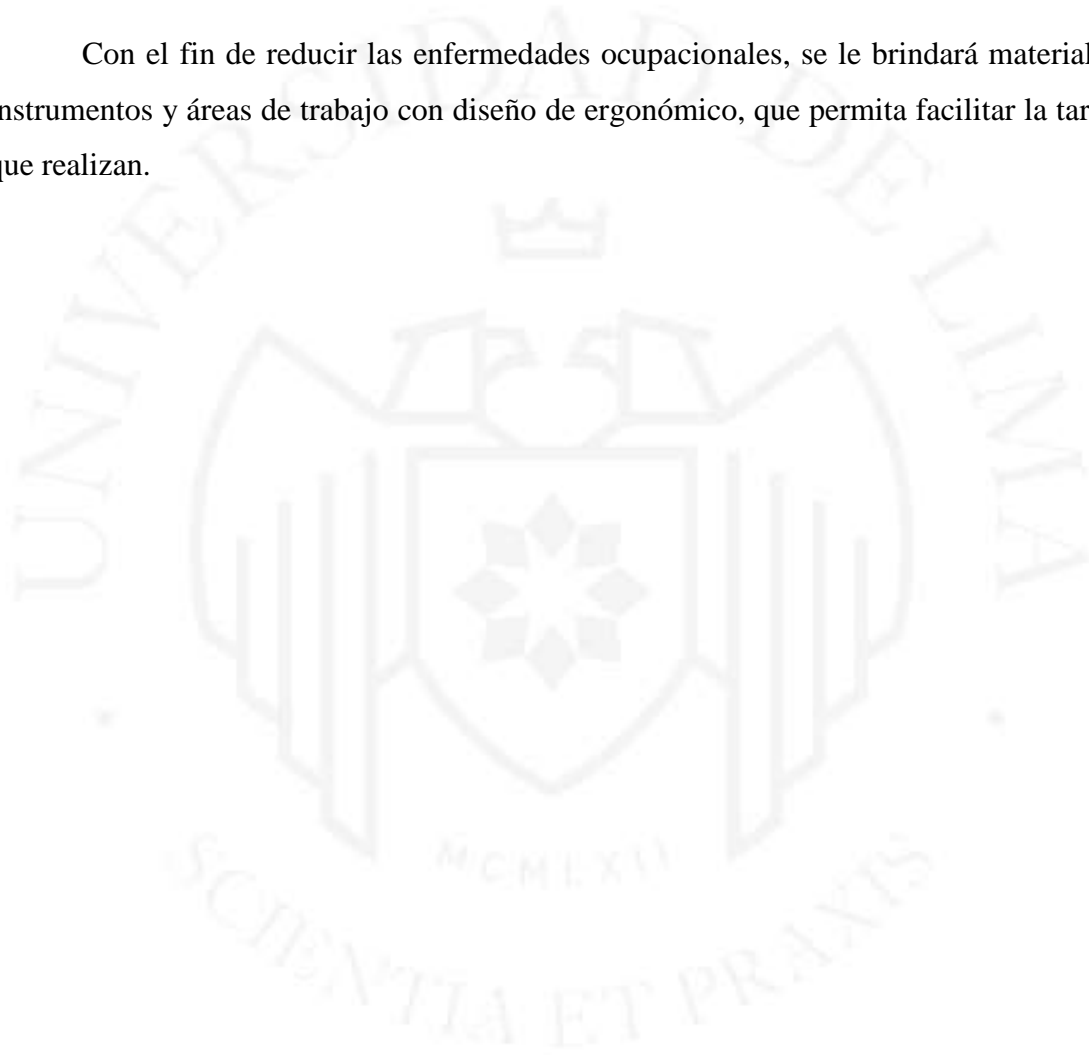 Con el fin de reducir las enfermedades ocupacionales, se le brindará material
nstrumentos y áreas de trabajo con diseño de ergonómico, que permita facilitar la tar
que realizan.
UNIVERSIDAD DE LIMA
MCMLXII
SCIENTIA ET PRAXIS